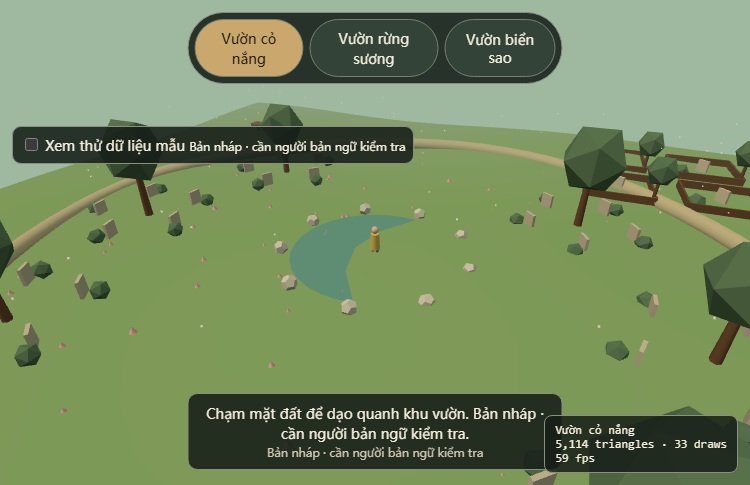 Vườn cỏ
nắng
Vườn rừng
sương
Vườn biển
sao
Xem thử dữ liệu mẫu Bản nháp · cần người bản ngữ kiểm tra
Chạm mặt đất để dạo quanh khu vườn. Bản nháp ·
cần người bản ngữ kiểm tra.
Bản nháp · cần người bản ngữ kiểm tra
Vườn cỏ nắng
5,114 triangles · 33 draws
59 fps